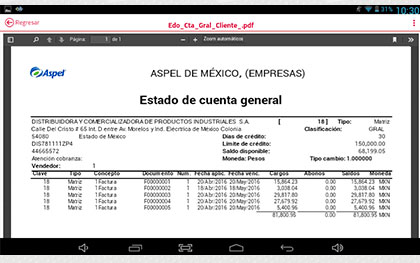 31% 10:30
Regresar Edo_Cta_Gral_Cliente_.pdf
Página: 1 de 1 Zoom automático
Aspel ASPEL DE MÉXICO, (EMPRESAS)
Estado de cuenta general
DISTRIBUIDORA Y COMERCIALIZADORA DE PRODUCTOS INDUSTRIALES S.A. [ 18 ] Tipo: Matriz
Calle Del Cristo # 65 Int. D entre Av. Morelos y Ind. Electrica de México Colonia Clasificación: GRAL
54080 Estado de México Días de crédito: 30
DIS781111ZP4 Límite de crédito: 150,000.00
44665572 Saldo disponible: 68,199.05
Atención cobranza: Moneda: Pesos Tipo cambio: 1.000000
Vendedor: 1
Clave Tipo Concepto Documento Num. Fecha aplic. Fecha venc. Cargos Abonos Saldos Moneda
18 Matriz 1 Factura F00000001 1 20/Abr/2016 20/May/2016 15,864.23 0.00 15,864.23 MXN
18 Matriz 1 Factura F00000002 1 18/Abr/2016 18/May/2016 3,038.04 0.00 3,038.04 MXN
18 Matriz 1 Factura F00000003 1 20/Abr/2016 20/May/2016 29,817.80 0.00 29,817.80 MXN
18 Matriz 1 Factura F00000004 1 20/Abr/2016 20/May/2016 27,679.92 0.00 27,679.92 MXN
18 Matriz 1 Factura F00000005 1 20/Abr/2016 20/May/2016 5,400.96 0.00 5,400.96 MXN
81,800.95 0.00 81,800.95 MXN